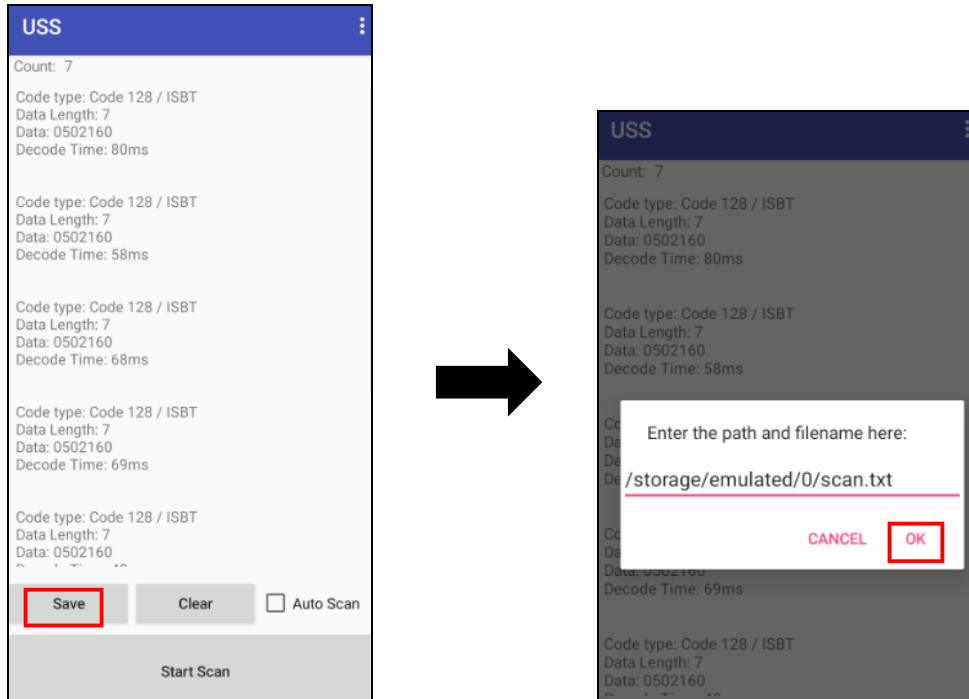 USS
Count: 7
Code type: Code 128 / ISBT
Data Length: 7
Data: 0502160
Decode Time: 80ms
Code type: Code 128 / ISBT
Data Length: 7
Data: 0502160
Decode Time: 58ms
Code type: Code 128 / ISBT
Data Length: 7
Data: 0502160
Decode Time: 68ms
Code type: Code 128 / ISBT
Data Length: 7
Data: 0502160
Decode Time: 69ms
Code type: Code 128 / ISBT
Data Length: 7
Data: 0502160
Save
Clear
Auto Scan
Start Scan
USS
Count: 7
Code type: Code 128 / ISBT
Data Length: 7
Data: 0502160
Decode Time: 80ms
Code type: Code 128 / ISBT
Data Length: 7
Data: 0502160
Decode Time: 58ms
Enter the path and filename here:
/storage/emulated/0/scan.txt
CANCEL
OK
Data: 0502160
Decode Time: 69ms
Code type: Code 128 / ISBT
Data Length: 7
Data: 0502160